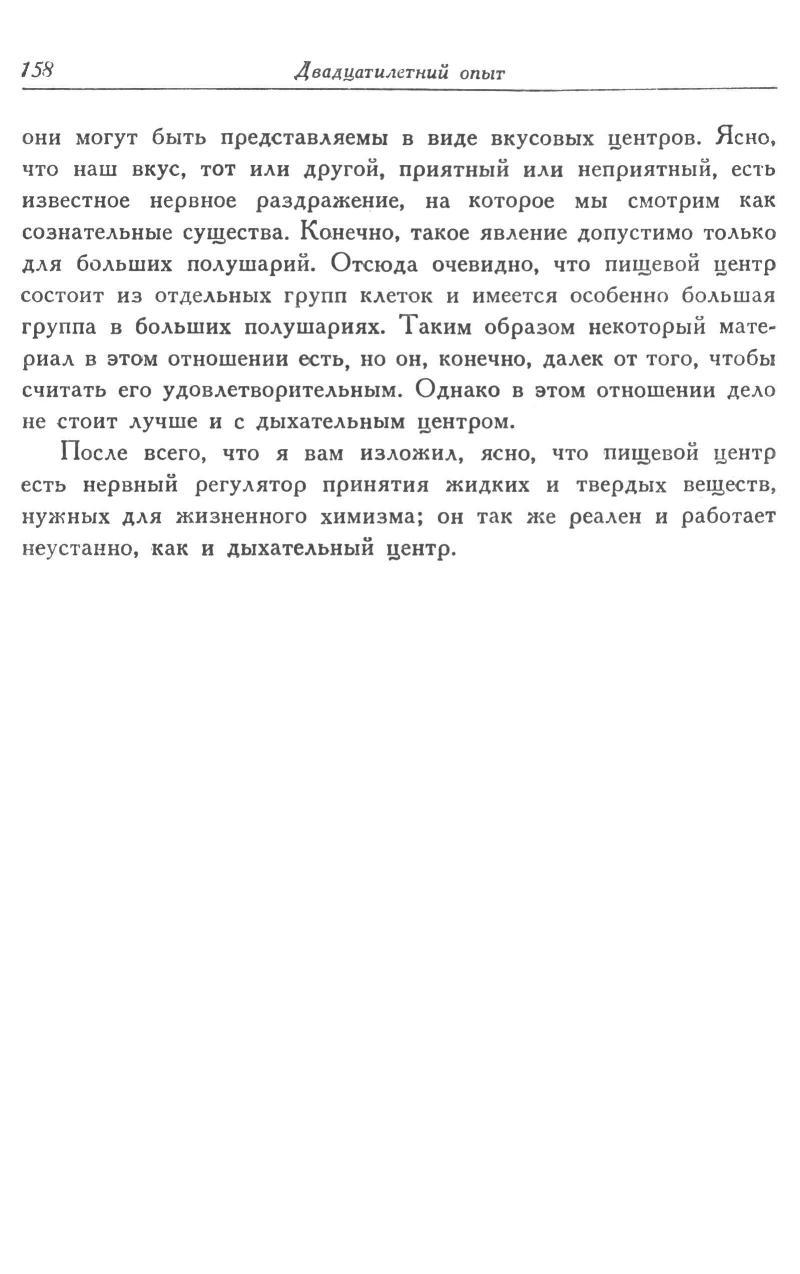 158 Двадцатилетний опыт
они могут быть представляемы в виде вкусовых центров. Ясно,
что наш вкус, тот или другой, приятный или неприятный, есть
известное нервное раздражение, на которое мы смотрим как
сознательные существа. Конечно, такое явление допустимо только
для больших полушарий. Отсюда очевидно, что пищевой центр
состоит из отдельных групп клеток и имеется особенно большая
группа в больших полушариях. Таким образом некоторый мате-
риал в этом отношении есть, но он, конечно, далек от того, чтобы
считать его удовлетворительным. Однако в этом отношении дело
не стоит лучше и с дыхательным центром.
После всего, что я вам изложил, ясно, что пищевой центр
есть нервный регулятор принятия жидких и твердых веществ,
нужных для жизненного химизма; он так же реален и работает
неустанно, как и дыхательный центр.